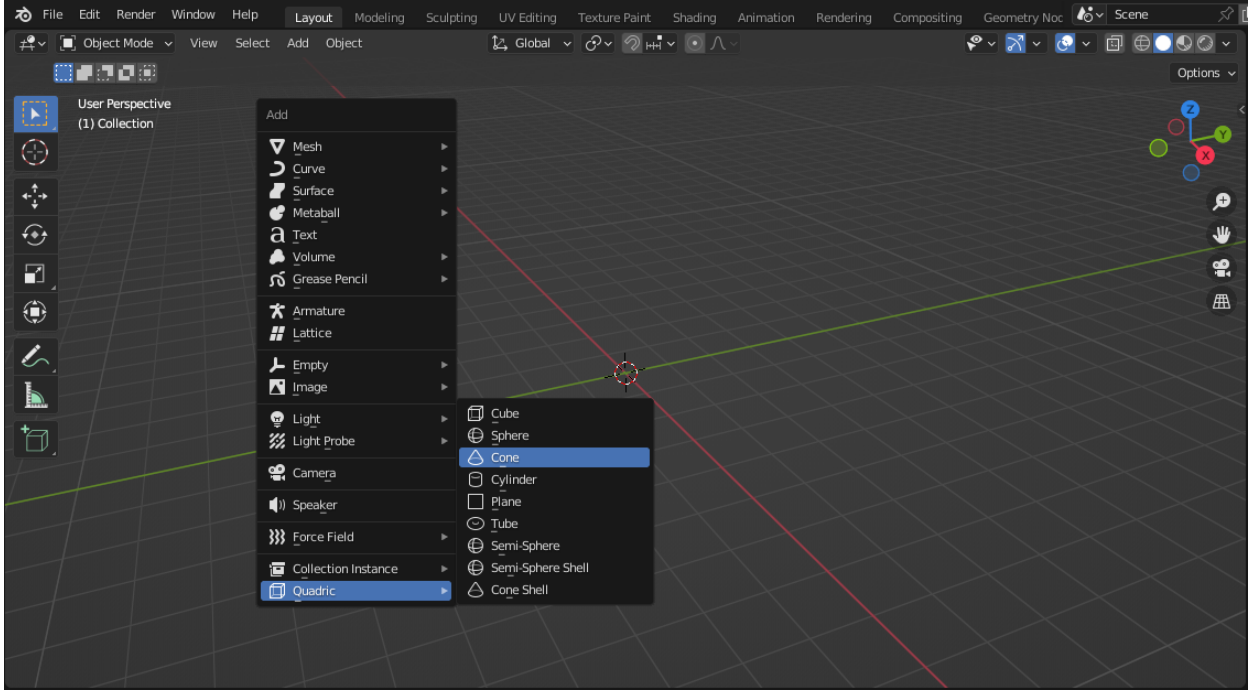 File Edit Render Window Help Layout Modeling Sculpting UV Editing Texture Paint Shading Animation Rendering Compositing Geometry Noc Scene
Object Mode View Select Add Object Global
Options
User Perspective
(1) Collection
Z
Y
X
Add
Mesh
Curve
Surface
Metaball
Text
Volume
Grease Pencil
Armature
Lattice
Empty
Image
Light
Light Probe
Camera
Speaker
Force Field
Collection Instance
Quadric
Cube
Sphere
Cone
Cylinder
Plane
Tube
Semi-Sphere
Semi-Sphere Shell
Cone Shell